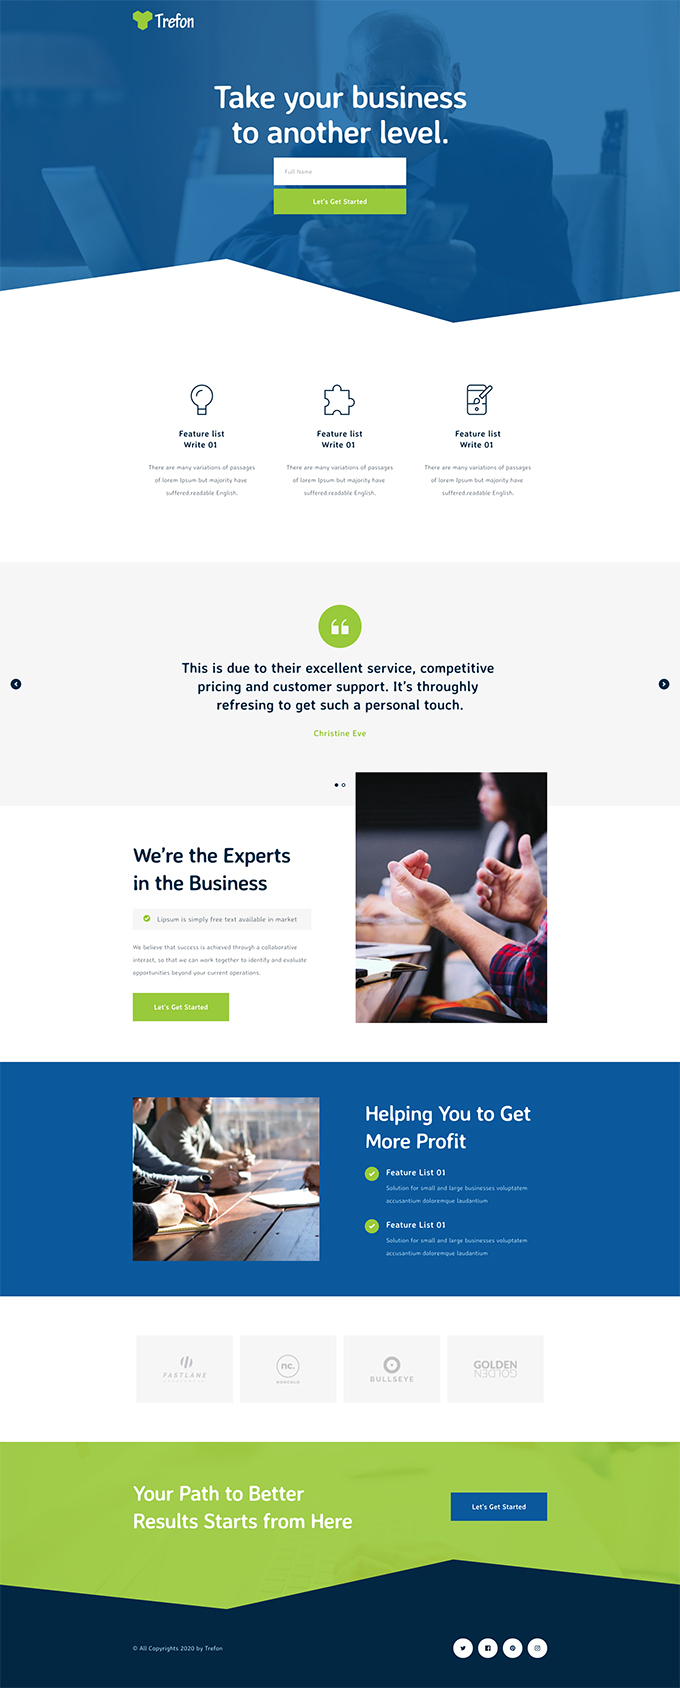 Trefon
Take your business
to another level.
Full Name
Let's Get Started
Feature list
Write 01
There are many variations of passages
of lorem Ipsum but majority have
suffered.readable English.
Feature list
Write 01
There are many variations of passages
of lorem Ipsum but majority have
suffered.readable English.
Feature list
Write 01
There are many variations of passages
of lorem Ipsum but majority have
suffered.readable English.
This is due to their excellent service, competitive
pricing and customer support. It's throughly
refresing to get such a personal touch.
Christine Eve
We're the Experts
in the Business
Lipsum is simply free text available in market
We believe that success is achieved through a collaborative
interact, so that we can work together to identify and evaluate
opportunities beyond your current operations.
Let's Get Started
Helping You to Get
More Profit
Feature List 01
Solution for small and large businesses voluptatem
accusantium doloremque laudantium
Feature List 01
Solution for small and large businesses voluptatem
accusantium doloremque laudantium
FASTLANE
nc.
BULLSEYE
GOLDEN
GOLDEN
Your Path to Better
Results Starts from Here
Let's Get Started
© All Copyrights 2020 by Trefon